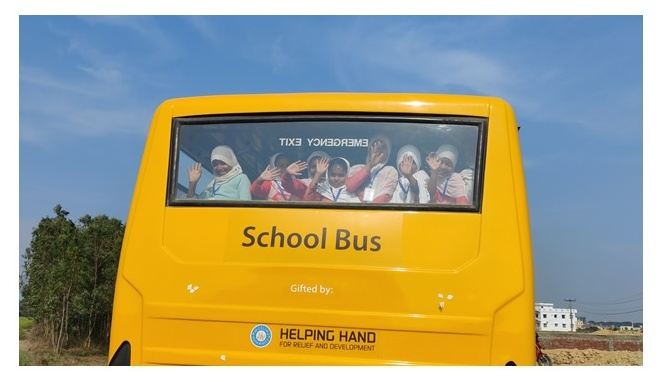 EMERGENCY EXIT
School Bus
Gifted by:
HELPING HAND
FOR RELIEF AND DEVELOPMENT